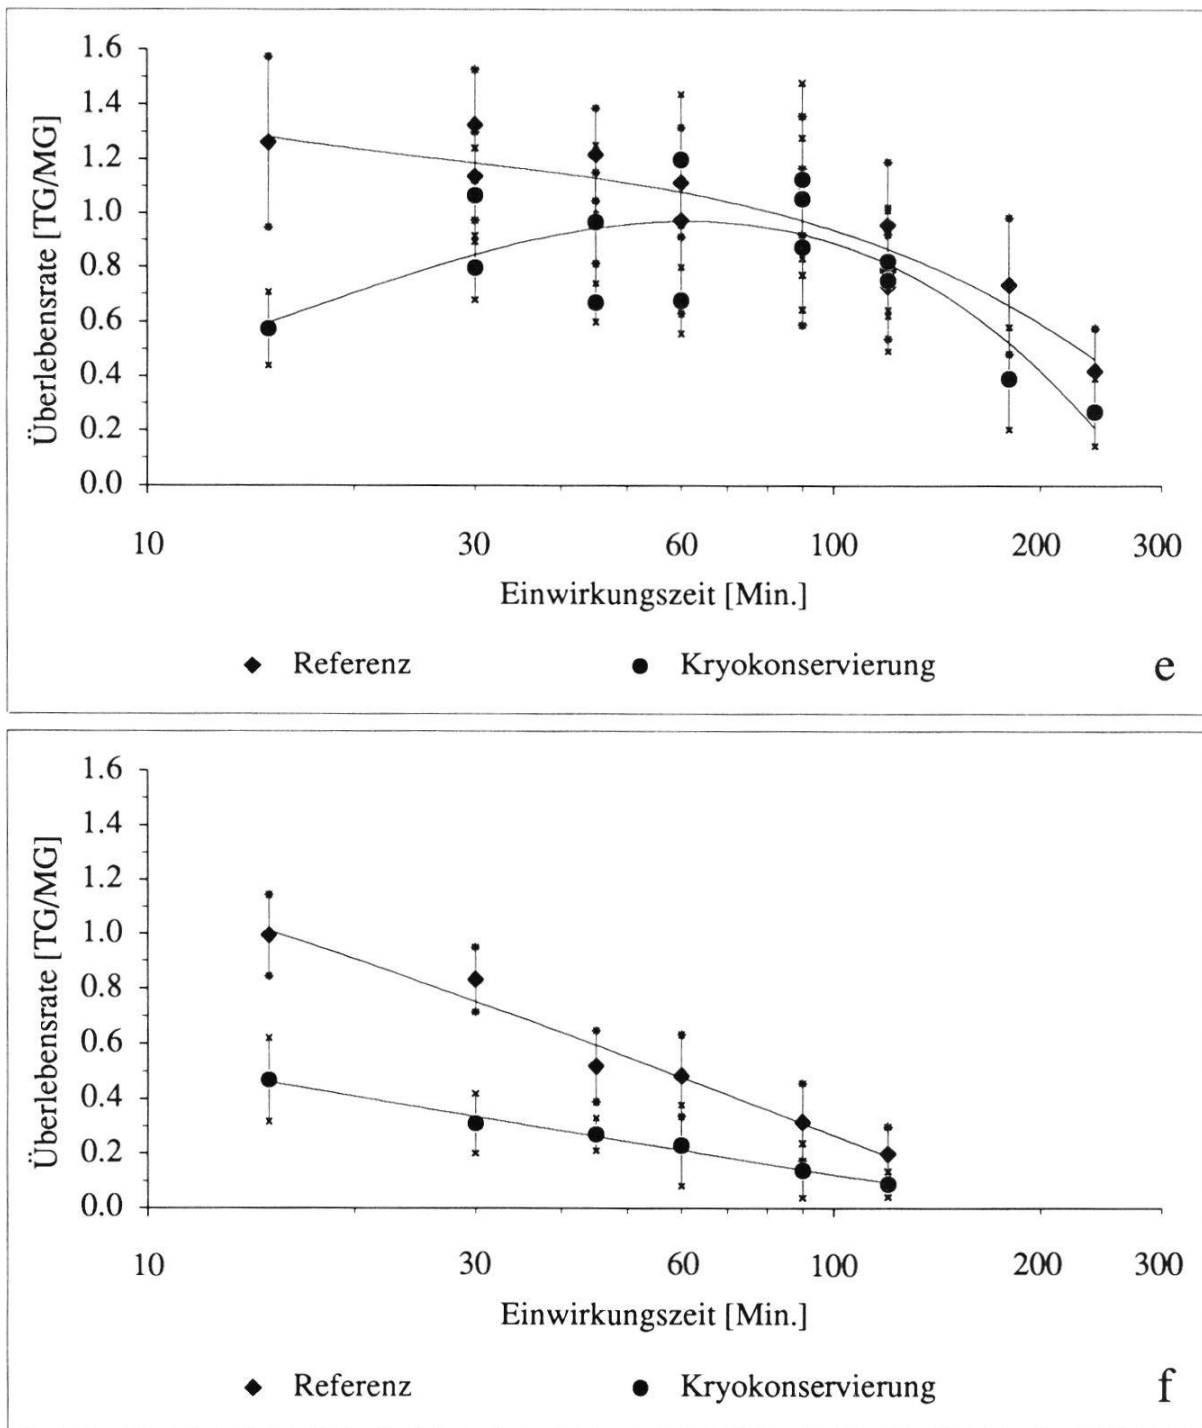 Überlebensrate [TG/MG]
1.6
1.4
1.2
1.0
0.8
0.6
0.4
0.2
0.0
10 30 60 100 200 300
Einwirkungszeit [Min.]
Referenz Kryokonservierung e
Überlebensrate [TG/MG]
1.6
1.4
1.2
1.0
0.8
0.6
0.4
0.2
0.0
10 30 60 100 200 300
Einwirkungszeit [Min.]
Referenz Kryokonservierung f